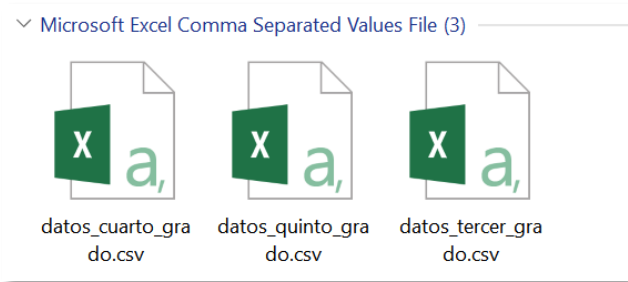 Microsoft Excel Comma Separated Values File (3)
X a,
X a,
X a,
datos_cuarto_gra
do.csv
datos_quinto_gra
do.csv
datos_tercer_gra
do.csv